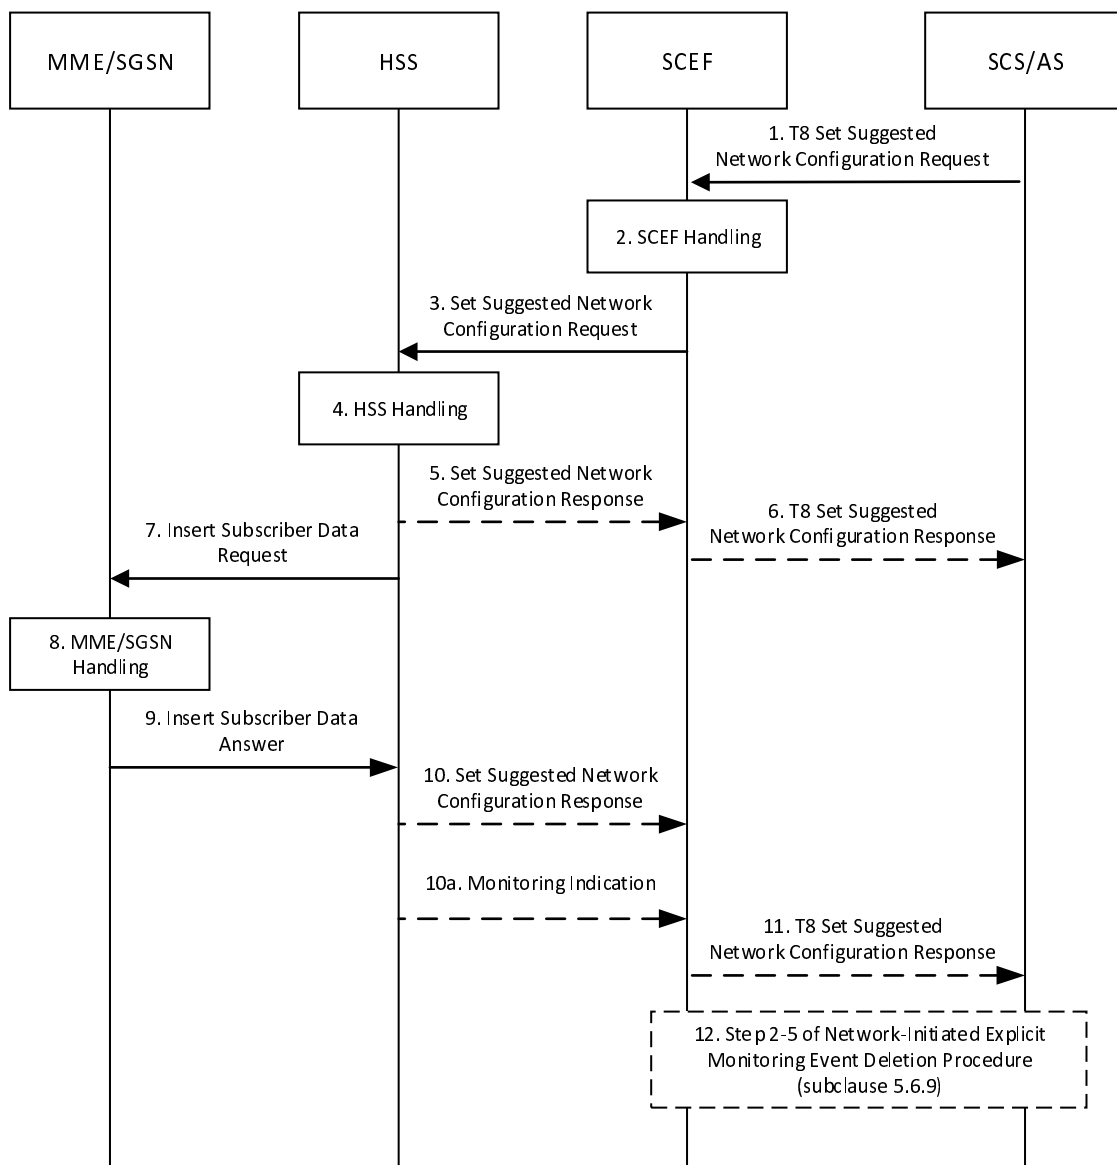 MME/SGSN
HSS
SCEF
SCS/AS
1. T8 Set Suggested
Network Configuration Request
2. SCEF Handling
3. Set Suggested Network
Configuration Request
4. HSS Handling
5. Set Suggested Network
Configuration Response
6. T8 Set Suggested
Network Configuration Response
7. Insert Subscriber Data
Request
8. MME/SGSN
Handling
9. Insert Subscriber Data
Answer
10. Set Suggested Network
Configuration Response
10a. Monitoring Indication
11. T8 Set Suggested
Network Configuration Response
12. Step 2-5 of Network-Initiated Explicit
Monitoring Event Deletion Procedure
(subclause 5.6.9)